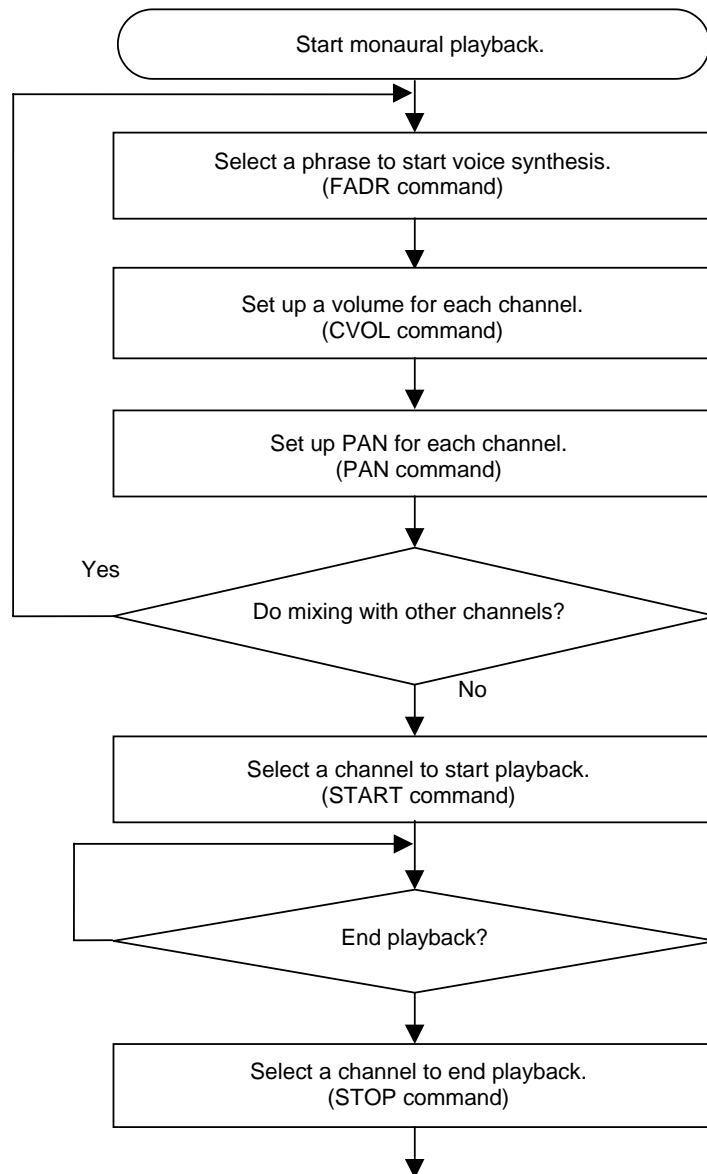 Start monaural playback.
Select a phrase to start voice synthesis.
(FADR command)
Set up a volume for each channel.
(CVOL command)
Set up PAN for each channel.
(PAN command)
Yes
Do mixing with other channels?
No
Select a channel to start playback.
(START command)
End playback?
Select a channel to end playback.
(STOP command)